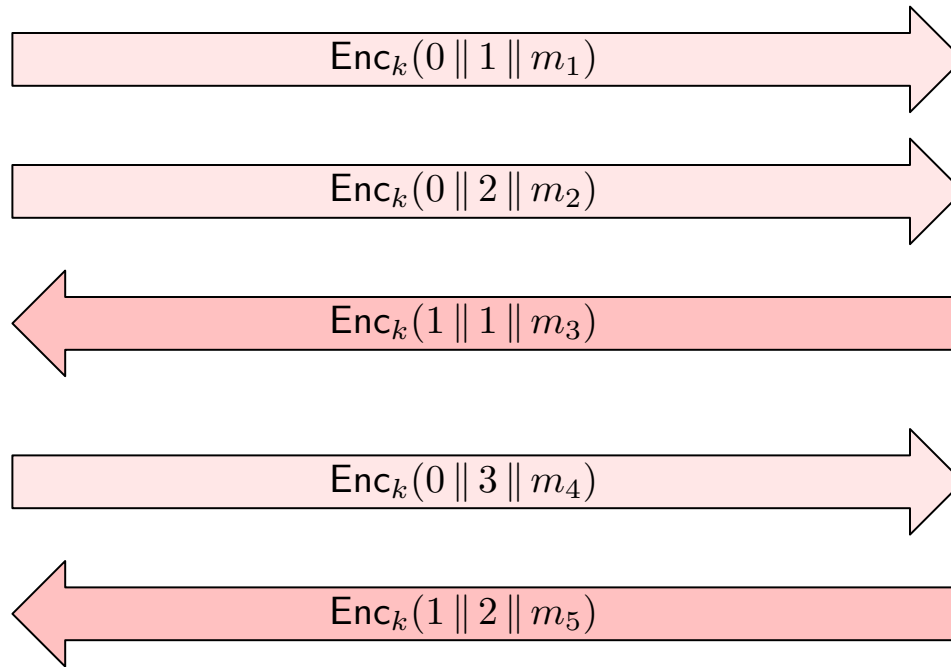 Enc_k(0 ∥ 1 ∥ m_1)
Enc_k(0 ∥ 2 ∥ m_2)
Enc_k(1 ∥ 1 ∥ m_3)
Enc_k(0 ∥ 3 ∥ m_4)
Enc_k(1 ∥ 2 ∥ m_5)